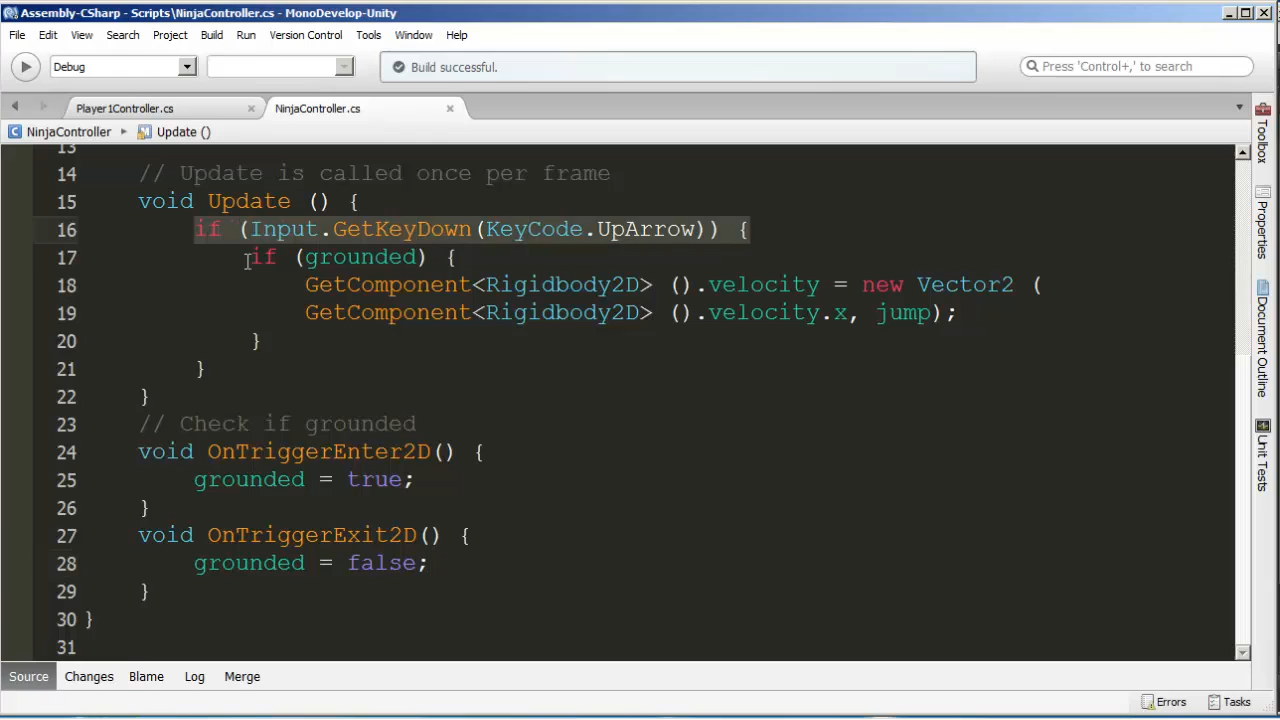 Assembly-CSharp - Scripts\NinjaController.cs - MonoDevelop-Unity
File Edit View Search Project Build Run Version Control Tools Window Help
Debug Build successful. Press 'Control+,' to search
Player1Controller.cs NinjaController.cs
NinjaController Update ()
13
14 // Update is called once per frame
15 void Update () {
16 if (Input.GetKeyDown(KeyCode.UpArrow)) {
17 if (grounded) {
18 GetComponent<Rigidbody2D> ().velocity = new Vector2 (
19 GetComponent<Rigidbody2D> ().velocity.x, jump);
20 }
21 }
22 }
23 // Check if grounded
24 void OnTriggerEnter2D() {
25 grounded = true;
26 }
27 void OnTriggerExit2D() {
28 grounded = false;
29 }
30 }
31
Toolbox
Properties
Document Outline
Unit Tests
Source Changes Blame Log Merge
Errors Tasks